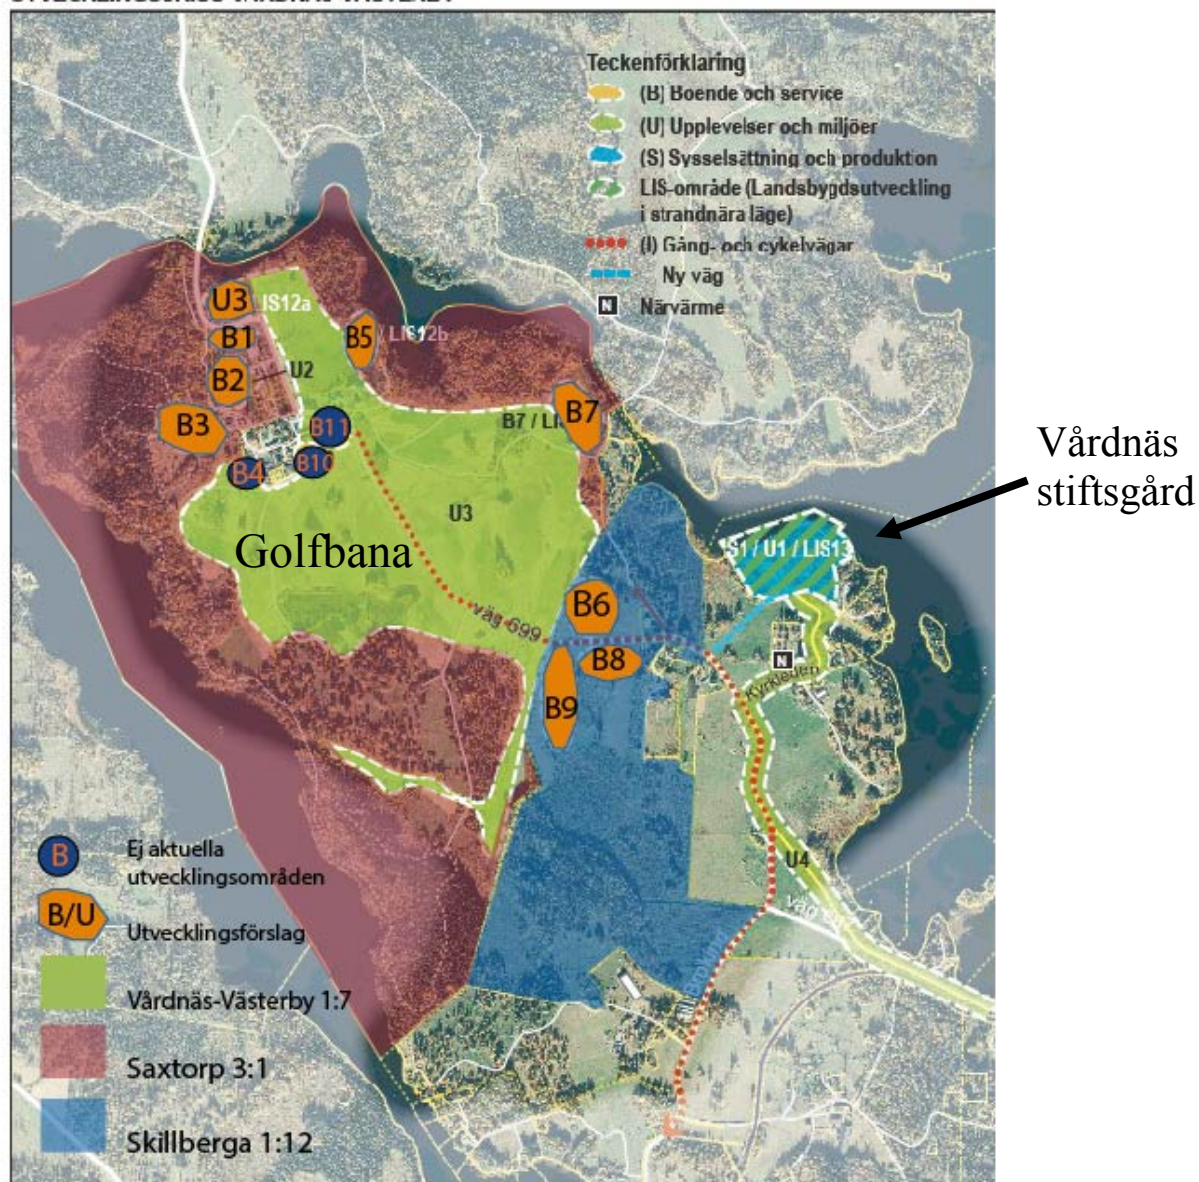 Teckenförklaring
(B) Boende och service
(U) Upplevelser och miljöer
(S) Sysselsättning och produktion
LIS-område (Landsbygdsutveckling
i strandnära läge)
(I) Gång- och cykelvägar
Ny väg
N Närvärme
U3 LIS12a
B1
B5 / LIS12b
B2
U2
B3
B7 / LIS
B7
B11
B10
B4
U3
Golfbana
Vårdnäs
stiftsgård
S1 / U1 / LIS13
B6
väg 699
B8
N
Kyrkleden
B9
U4
väg
B Ej aktuella
utvecklingsområden
B/U Utvecklingsförslag
Vårdnäs-Västerby 1:7
Saxtorp 3:1
Skillberga 1:12